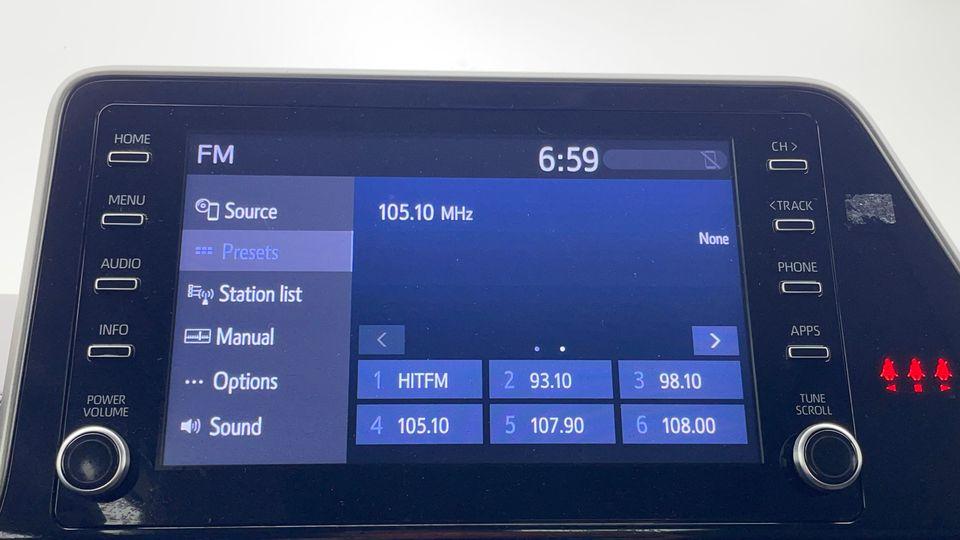 HOME
MENU
AUDIO
INFO
POWER
VOLUME
FM
6:59
Source
Presets
Station list
Manual
Options
Sound
105.10 MHz
None
<
>
1 HITFM
2 93.10
3 98.10
4 105.10
5 107.90
6 108.00
CH >
<TRACK
PHONE
APPS
TUNE
SCROLL